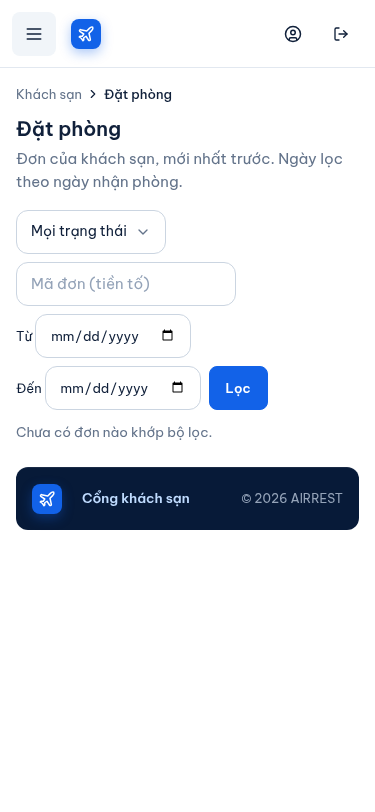 Khách sạn > Đặt phòng
Đặt phòng
Đơn của khách sạn, mới nhất trước. Ngày lọc
theo ngày nhận phòng.
Mọi trạng thái
Mã đơn (tiền tố)
Từ mm/dd/yyyy
Đến mm/dd/yyyy Lọc
Chưa có đơn nào khớp bộ lọc.
Cổng khách sạn © 2026 AIRREST